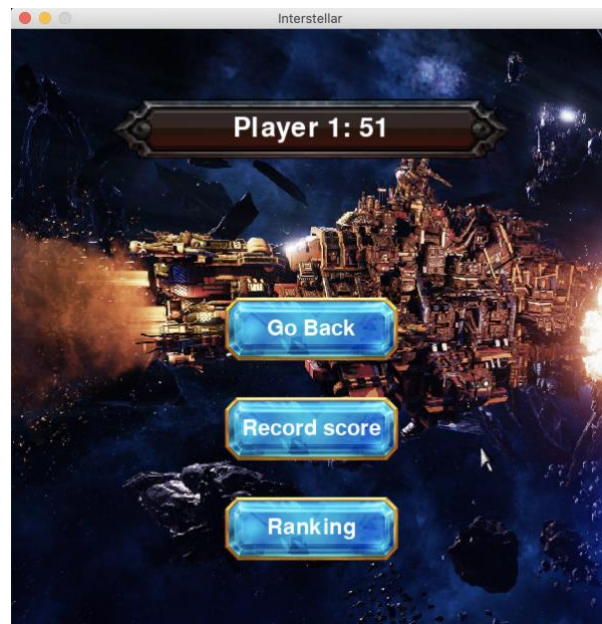 Interstellar
Player 1: 51
Go Back
Record score
Ranking